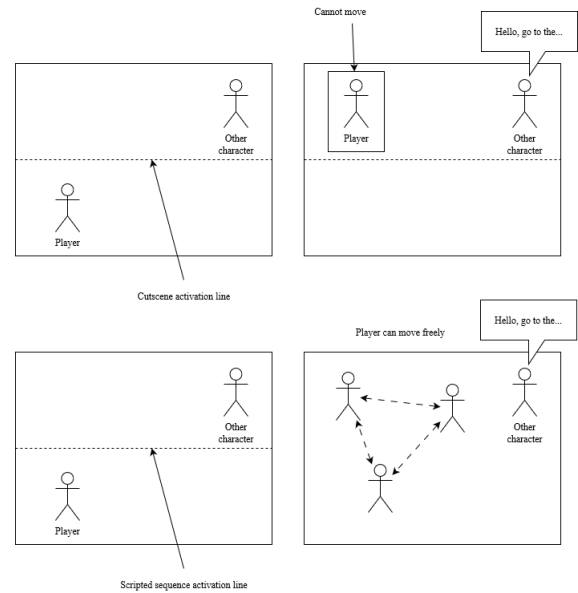 Cannot move
Hello, go to the...
Other
character
Player
Player
Other
character
Cutscene activation line
Player can move freely
Hello, go to the...
Other
character
Player
Other
character
Scripted sequence activation line